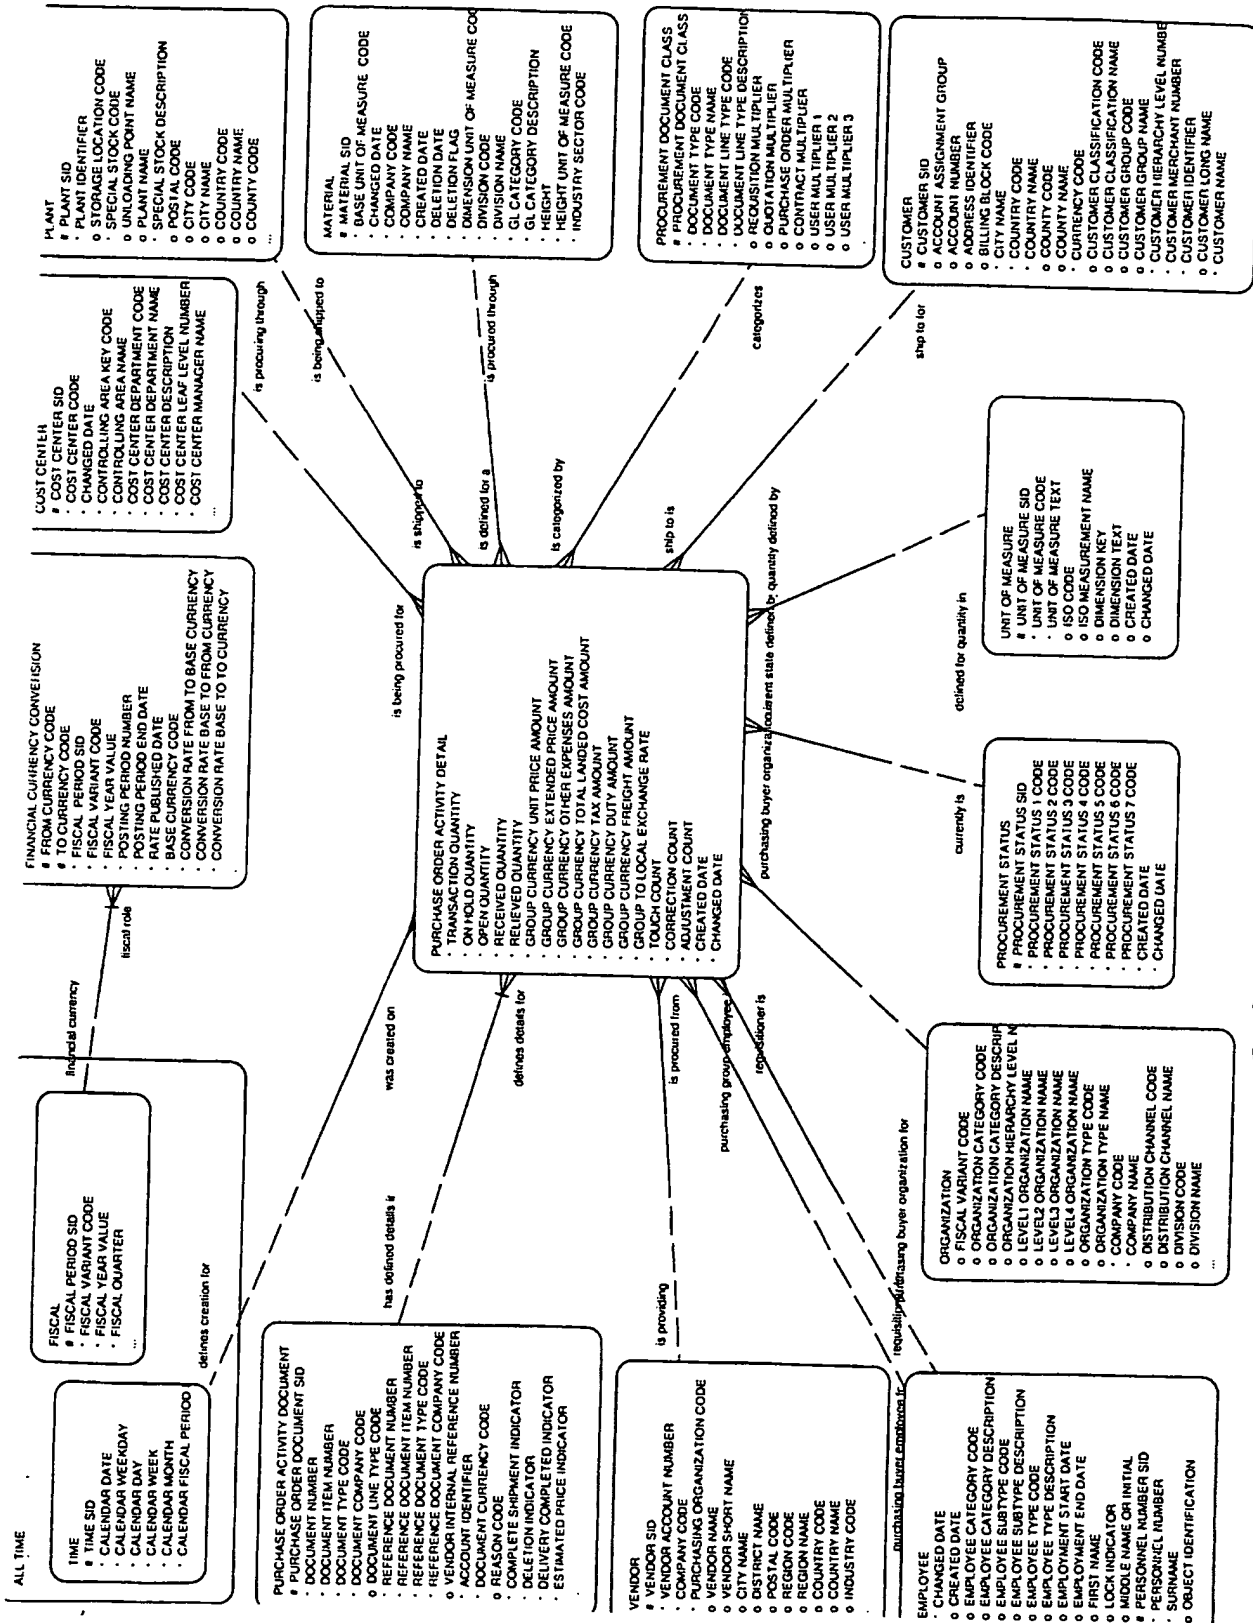 ALL TIME
TIME
# TIME SID
· CALENDAR DATE
· CALENDAR WEEKDAY
· CALENDAR DAY
· CALENDAR WEEK
· CALENDAR MONTH
· CALENDAR FISCAL PERIOD
FISCAL
# FISCAL PERIOD SID
· FISCAL VARIANT CODE
· FISCAL YEAR VALUE
· FISCAL QUARTER
...
financial currency
fiscal role
FINANCIAL CURRENCY CONVERSION
# FROM CURRENCY CODE
# TO CURRENCY CODE
· FISCAL PERIOD SID
· FISCAL VARIANT CODE
· FISCAL YEAR VALUE
· POSTING PERIOD NUMBER
· POSTING PERIOD END DATE
· RATE PUBLISHED DATE
· BASE CURRENCY CODE
· CONVERSION RATE FROM TO BASE CURRENCY
· CONVERSION RATE BASE TO FROM CURRENCY
· CONVERSION RATE BASE TO TO CURRENCY
COST CENTER
# COST CENTER SID
· COST CENTER CODE
· CHANGED DATE
· CONTROLLING AREA KEY CODE
· CONTROLLING AREA NAME
· COST CENTER DEPARTMENT CODE
· COST CENTER DEPARTMENT NAME
· COST CENTER DESCRIPTION
· COST CENTER LEAF LEVEL NUMBER
· COST CENTER MANAGER NAME
...
PLANT
# PLANT SID
· PLANT IDENTIFIER
o STORAGE LOCATION CODE
· SPECIAL STOCK CODE
o UNLOADING POINT NAME
o PLANT NAME
· SPECIAL STOCK DESCRIPTION
o POSTAL CODE
o CITY CODE
o CITY NAME
o COUNTRY CODE
o COUNTRY NAME
o COUNTY CODE
...
defines creation for
was created on
is being procured for
is procuring through
is being shipped to
is shipped to
PURCHASE ORDER ACTIVITY DOCUMENT
# PURCHASE ORDER DOCUMENT SID
· DOCUMENT NUMBER
· DOCUMENT ITEM NUMBER
· DOCUMENT TYPE CODE
· DOCUMENT COMPANY CODE
o DOCUMENT LINE TYPE CODE
· REFERENCE DOCUMENT NUMBER
· REFERENCE DOCUMENT ITEM NUMBER
· REFERENCE DOCUMENT TYPE CODE
· REFERENCE DOCUMENT COMPANY CODE
o VENDOR INTERNAL REFERENCE NUMBER
· ACCOUNT IDENTIFIER
· DOCUMENT CURRENCY CODE
o REASON CODE
· COMPLETE SHIPMENT INDICATOR
· DELETION INDICATOR
· DELIVERY COMPLETED INDICATOR
· ESTIMATED PRICE INDICATOR
has defined details in
defines details for
PURCHASE ORDER ACTIVITY DETAIL
· TRANSACTION QUANTITY
· ON HOLD QUANTITY
· OPEN QUANTITY
· RECEIVED QUANTITY
· RELIEVED QUANTITY
· GROUP CURRENCY UNIT PRICE AMOUNT
· GROUP CURRENCY EXTENDED PRICE AMOUNT
· GROUP CURRENCY OTHER EXPENSES AMOUNT
· GROUP CURRENCY TOTAL LANDED COST AMOUNT
· GROUP CURRENCY TAX AMOUNT
· GROUP CURRENCY DUTY AMOUNT
· GROUP CURRENCY FREIGHT AMOUNT
· GROUP TO LOCAL EXCHANGE RATE
· TOUCH COUNT
· CORRECTION COUNT
· ADJUSTMENT COUNT
· CREATED DATE
· CHANGED DATE
is defined for a
is procured through
MATERIAL
# MATERIAL SID
· BASE UNIT OF MEASURE CODE
· CHANGED DATE
· COMPANY CODE
· COMPANY NAME
· CREATED DATE
· DELETION DATE
· DELETION FLAG
· DIMENSION UNIT OF MEASURE COD
· DIVISION CODE
· DIVISION NAME
· GL CATEGORY CODE
· GL CATEGORY DESCRIPTION
· HEIGHT
· HEIGHT UNIT OF MEASURE CODE
· INDUSTRY SECTOR CODE
is categorized by
categorizes
PROCUREMENT DOCUMENT CLASS
# PROCUREMENT DOCUMENT CLASS
· DOCUMENT TYPE CODE
· DOCUMENT TYPE NAME
· DOCUMENT LINE TYPE CODE
· DOCUMENT LINE TYPE DESCRIPTION
o REQUISITION MULTIPLIER
o QUOTATION MULTIPLIER
o PURCHASE ORDER MULTIPLIER
o CONTRACT MULTIPLIER
o USER MULTIPLIER 1
o USER MULTIPLIER 2
o USER MULTIPLIER 3
ship to is
ship to for
CUSTOMER
# CUSTOMER SID
o ACCOUNT ASSIGNMENT GROUP
o ACCOUNT NUMBER
o ADDRESS IDENTIFIER
o BILLING BLOCK CODE
· CITY NAME
· COUNTRY CODE
· COUNTRY NAME
o COUNTY CODE
o COUNTY NAME
· CURRENCY CODE
o CUSTOMER CLASSIFICATION CODE
o CUSTOMER CLASSIFICATION NAME
o CUSTOMER GROUP CODE
o CUSTOMER GROUP NAME
· CUSTOMER HIERARCHY LEVEL NUMBE
· CUSTOMER MERCHANT NUMBER
· CUSTOMER IDENTIFIER
o CUSTOMER LONG NAME
· CUSTOMER NAME
VENDOR
# VENDOR SID
· VENDOR ACCOUNT NUMBER
· COMPANY CODE
· PURCHASING ORGANIZATION CODE
o VENDOR NAME
o VENDOR SHORT NAME
o CITY NAME
o DISTRICT NAME
o POSTAL CODE
o REGION CODE
o REGION NAME
o COUNTRY CODE
o COUNTRY NAME
o INDUSTRY CODE
is providing
is procured from
purchasing group employee
requisitioner is
purchasing buyer organization
quantity defined by
purchasing buyer organization for
currently is
defined for quantity in
purchasing buyer employee
EMPLOYEE
· CHANGED DATE
o CREATED DATE
o EMPLOYEE CATEGORY CODE
o EMPLOYEE CATEGORY DESCRIPTION
o EMPLOYEE SUBTYPE CODE
o EMPLOYEE SUBTYPE DESCRIPTION
o EMPLOYEE TYPE CODE
o EMPLOYEE TYPE DESCRIPTION
o EMPLOYMENT START DATE
o EMPLOYMENT END DATE
o FIRST NAME
o LOCK INDICATOR
o MIDDLE NAME OR INITIAL
# PERSONNEL NUMBER SID
· PERSONNEL NUMBER
· SURNAME
o OBJECT IDENTIFICATION
ORGANIZATION
o FISCAL VARIANT CODE
o ORGANIZATION CATEGORY CODE
o ORGANIZATION CATEGORY DESCRIP
· ORGANIZATION HIERARCHY LEVEL N
o LEVEL1 ORGANIZATION NAME
o LEVEL2 ORGANIZATION NAME
o LEVEL3 ORGANIZATION NAME
o LEVEL4 ORGANIZATION NAME
o ORGANIZATION TYPE CODE
o ORGANIZATION TYPE NAME
· COMPANY CODE
· COMPANY NAME
o DISTRIBUTION CHANNEL CODE
o DISTRIBUTION CHANNEL NAME
o DIVISION CODE
o DIVISION NAME
...
PROCUREMENT STATUS
# PROCUREMENT STATUS SID
· PROCUREMENT STATUS 1 CODE
· PROCUREMENT STATUS 2 CODE
· PROCUREMENT STATUS 3 CODE
· PROCUREMENT STATUS 4 CODE
· PROCUREMENT STATUS 5 CODE
· PROCUREMENT STATUS 6 CODE
· PROCUREMENT STATUS 7 CODE
· CREATED DATE
· CHANGED DATE
UNIT OF MEASURE
# UNIT OF MEASURE SID
· UNIT OF MEASURE CODE
· UNIT OF MEASURE TEXT
o ISO CODE
o ISO MEASUREMENT NAME
o DIMENSION KEY
o DIMENSION TEXT
o CREATED DATE
o CHANGED DATE